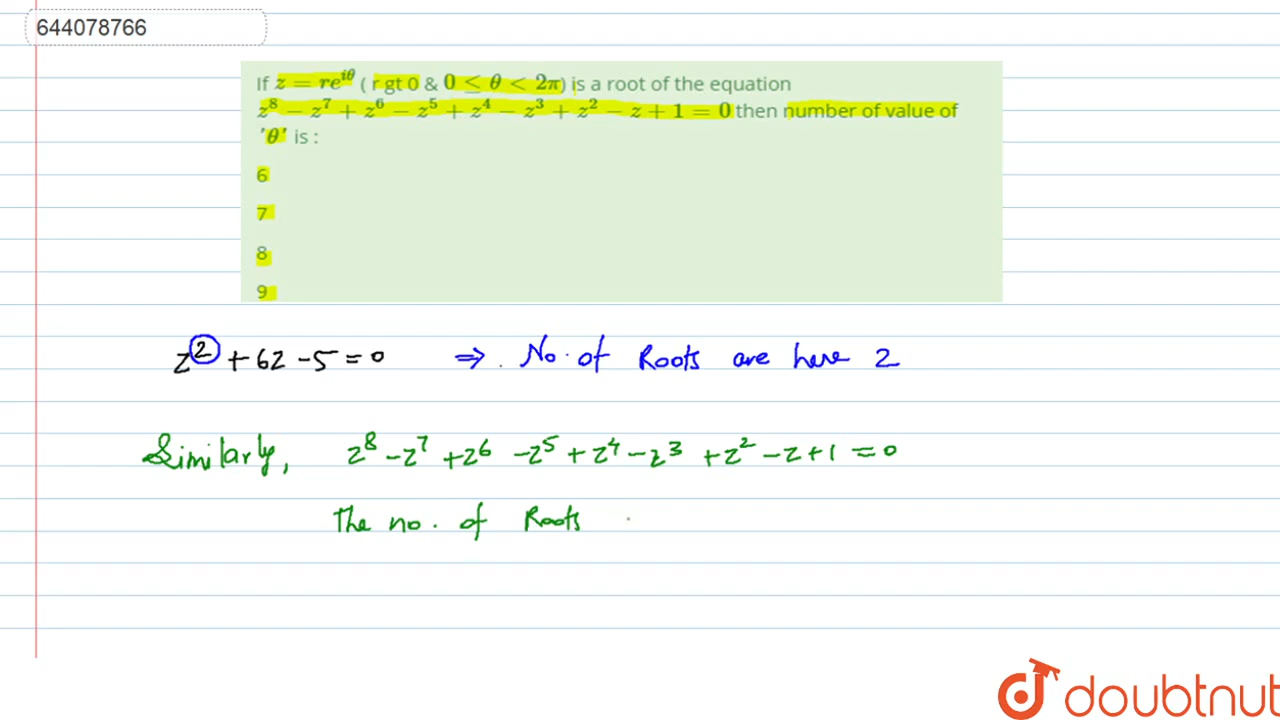 644078766
If z = re^{iθ} ( r gt 0 & 0 ≤ θ < 2π) is a root of the equation
z^8 − z^7 + z^6 − z^5 + z^4 − z^3 + z^2 − z + 1 = 0 then number of value of
'θ' is :
6
7
8
9
z^2 + 6z - 5 = 0 ⇒ No. of Roots are here 2
Similarly, z^8 - z^7 + z^6 - z^5 + z^4 - z^3 + z^2 - z + 1 = 0
The no. of Roots
doubtnut